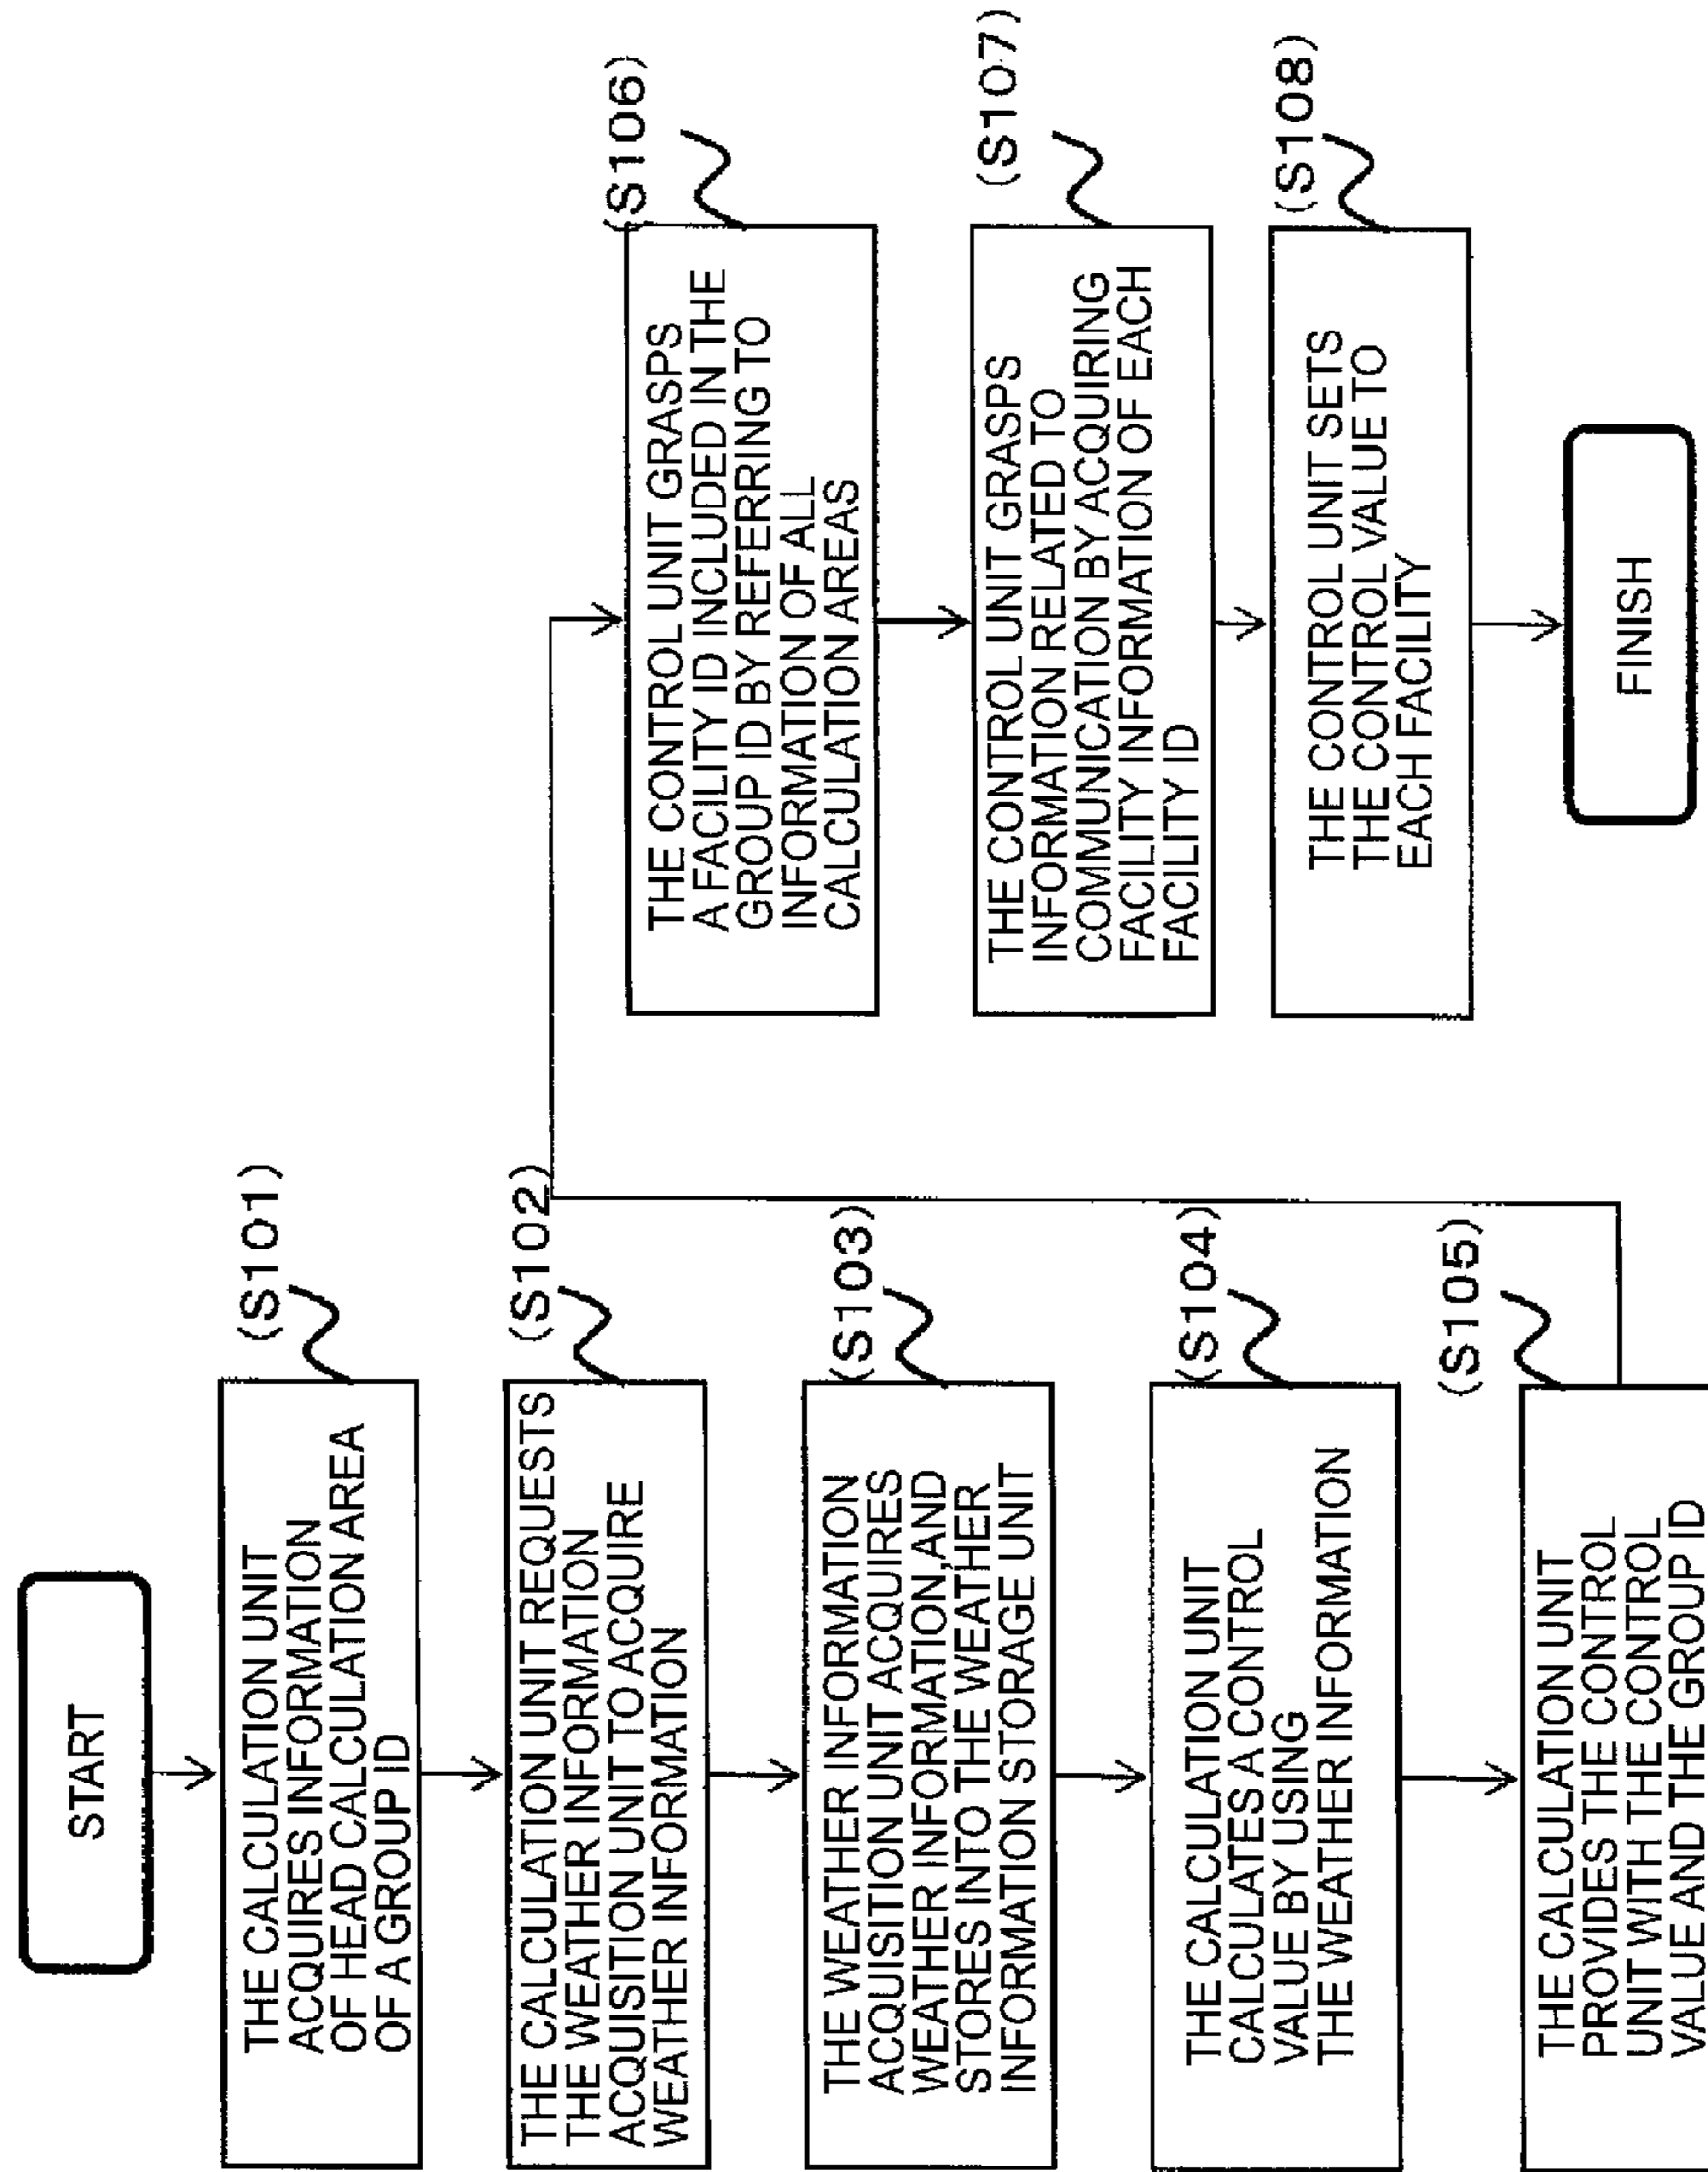 START
(S101)
THE CALCULATION UNIT
ACQUIRES INFORMATION
OF HEAD CALCULATION AREA
OF A GROUP ID
(S102)
THE CALCULATION UNIT REQUESTS
THE WEATHER INFORMATION
ACQUISITION UNIT TO ACQUIRE
WEATHER INFORMATION
(S103)
THE WEATHER INFORMATION
ACQUISITION UNIT ACQUIRES
WEATHER INFORMATION,AND
STORES INTO THE WEATHER
INFORMATION STORAGE UNIT
(S104)
THE CALCULATION UNIT
CALCULATES A CONTROL
VALUE BY USING
THE WEATHER INFORMATION
(S105)
THE CALCULATION UNIT
PROVIDES THE CONTROL
UNIT WITH THE CONTROL
VALUE AND THE GROUP ID
(S106)
THE CONTROL UNIT GRASPS
A FACILITY ID INCLUDED IN THE
GROUP ID BY REFERRING TO
INFORMATION OF ALL
CALCULATION AREAS
(S107)
THE CONTROL UNIT GRASPS
INFORMATION RELATED TO
COMMUNICATION BY ACQUIRING
FACILITY INFORMATION OF EACH
FACILITY ID
(S108)
THE CONTROL UNIT SETS
THE CONTROL VALUE TO
EACH FACILITY
FINISH